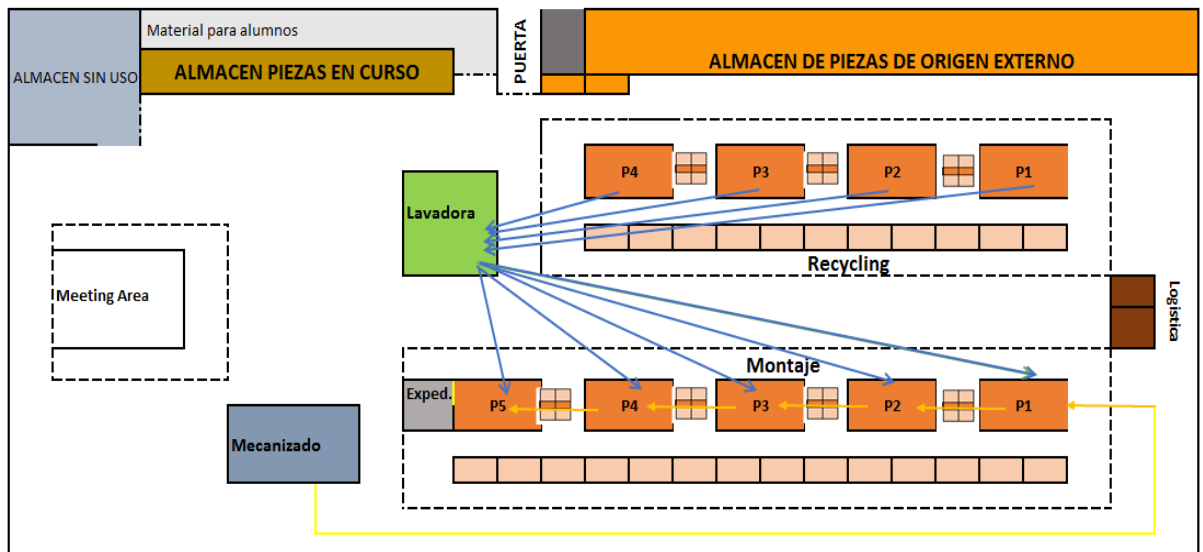 Material para alumnos
ALMACEN SIN USO
ALMACEN PIEZAS EN CURSO
PUERTA
ALMACEN DE PIEZAS DE ORIGEN EXTERNO
P4
P3
P2
P1
Lavadora
Recycling
Meeting Area
Logistica
Montaje
Exped.
P5
P4
P3
P2
P1
Mecanizado